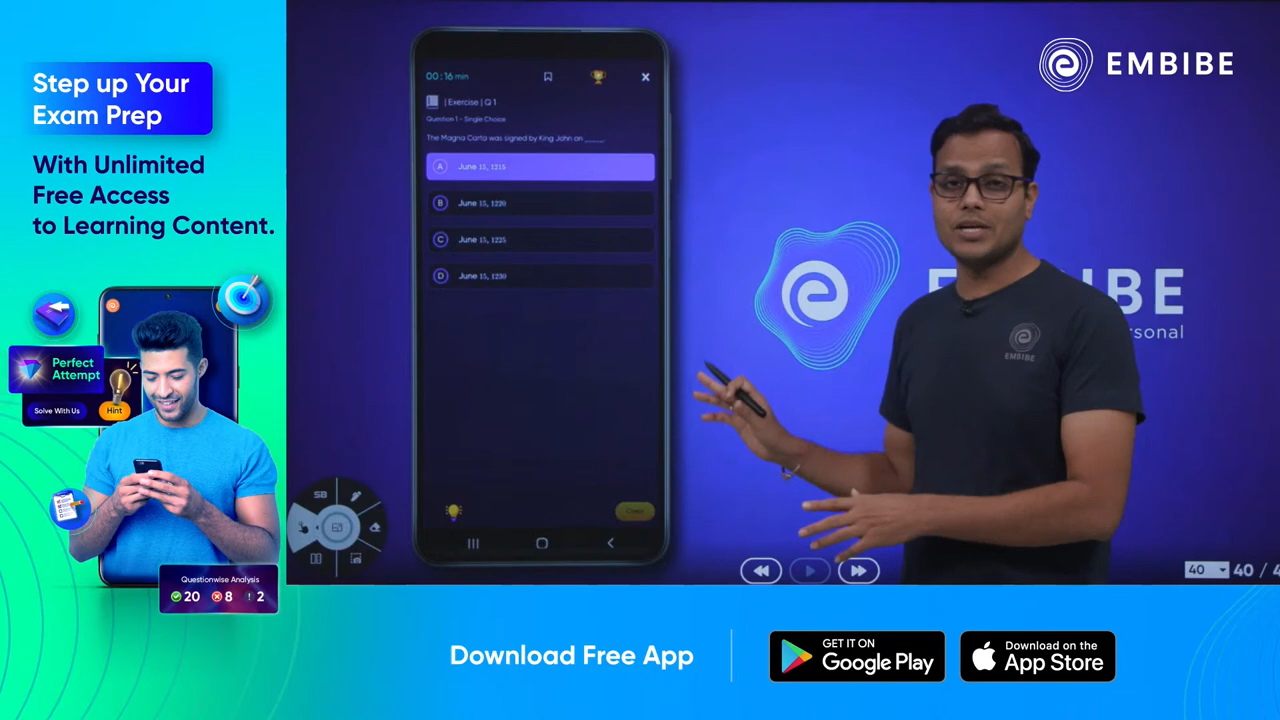 Step up Your
Exam Prep
With Unlimited
Free Access
to Learning Content.
Perfect
Attempt
Solve With Us
Hint
Questionwise Analysis
20 8 2
00:16 min
| Exercise | Q 1
Question 1 - Single Choice
The Magna Carta was signed by King John on _____.
A June 15, 1215
B June 15, 1220
C June 15, 1225
D June 15, 1230
SB
EMBIBE
EMBIBE
40 40 / 4
Download Free App
GET IT ON
Google Play
Download on the
App Store